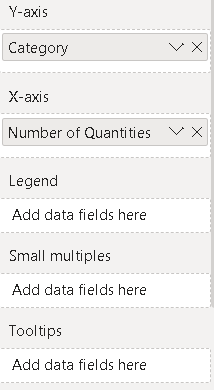 Y-axis
Category
X-axis
Number of Quantities
Legend
Add data fields here
Small multiples
Add data fields here
Tooltips
Add data fields here